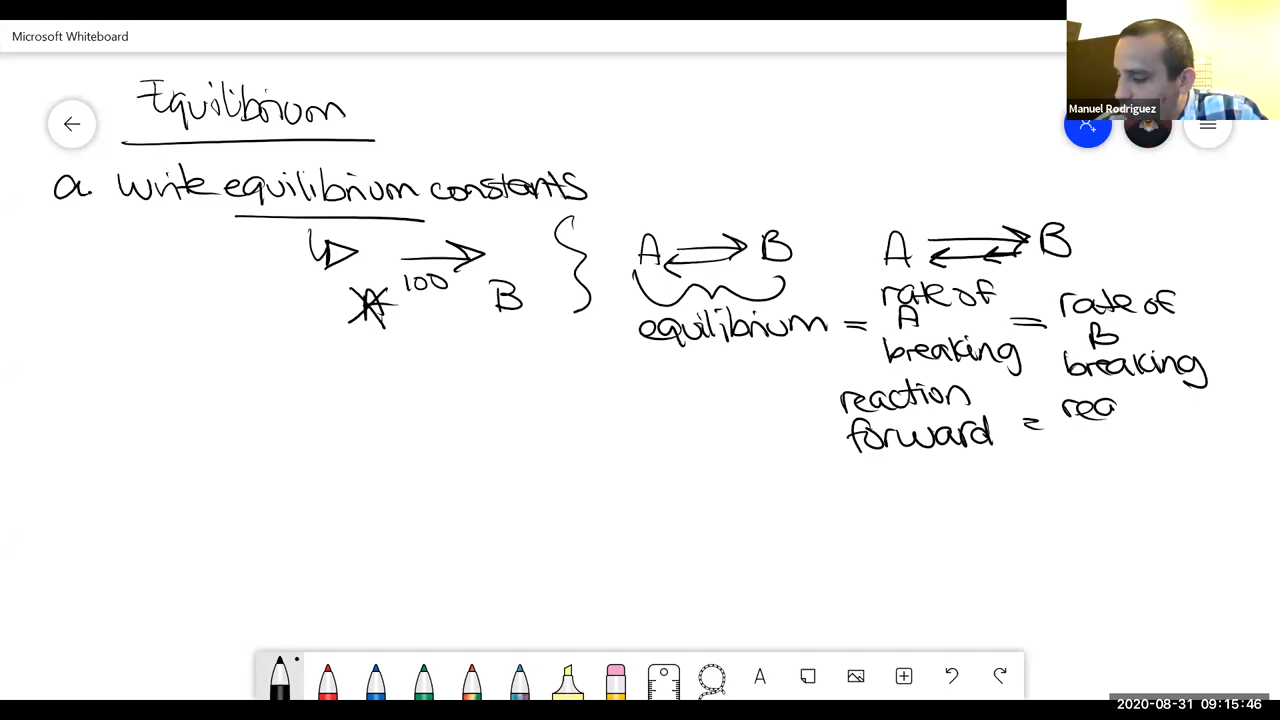 Microsoft Whiteboard
Manuel Rodriguez
Equilibrium
a. write equilibrium constants
A 100 B
A B
A B
equilibrium = rate of A breaking = rate of B breaking
reaction forward = rea
A
2020-08-31 09:15:46